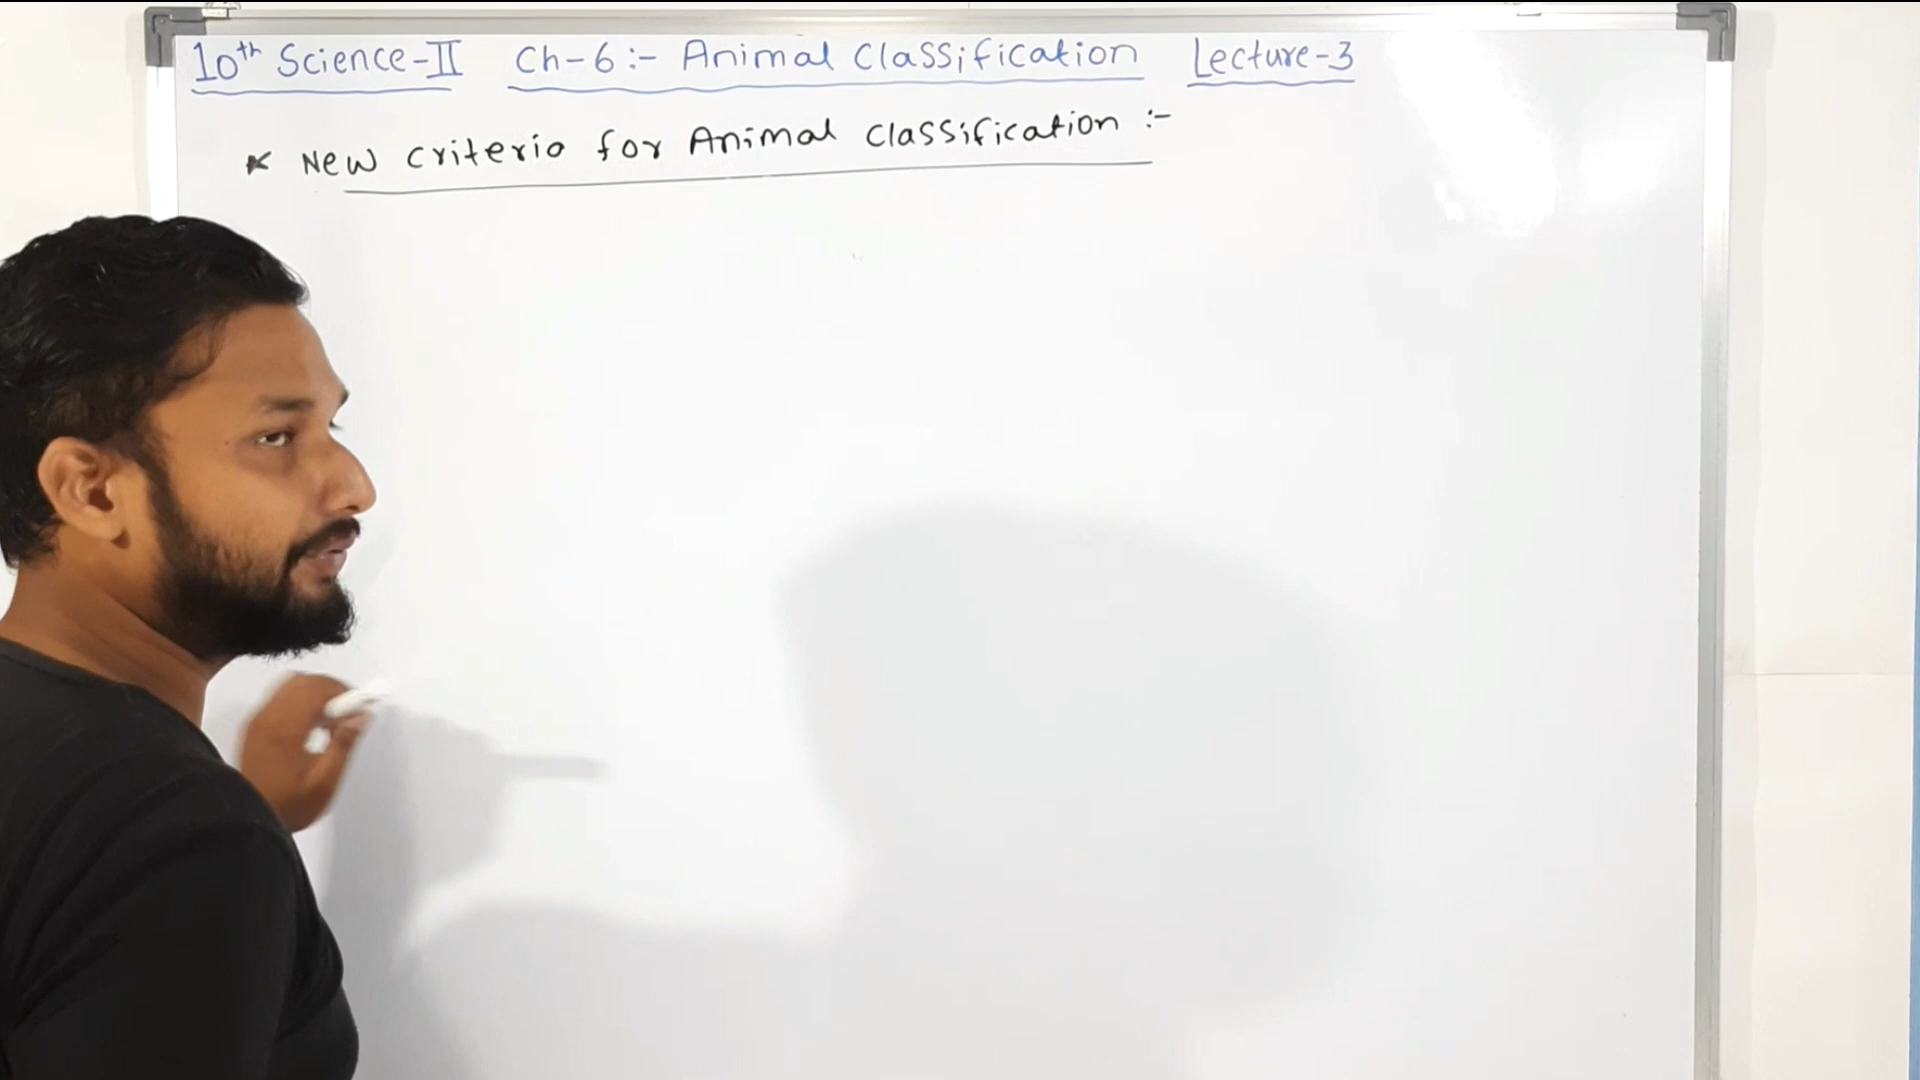 10th Science-II Ch-6:- Animal Classification Lecture-3
* New criteria for Animal Classification :-